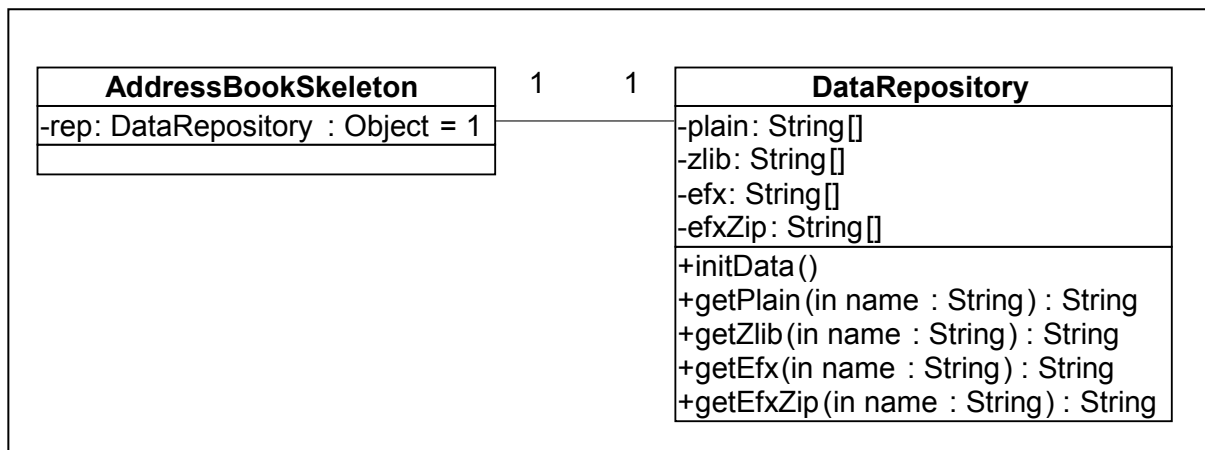 AddressBookSkeleton
-rep: DataRepository : Object = 1
1 1
DataRepository
-plain: String[]
-zlib: String[]
-efx: String[]
-efxZip: String[]
+initData()
+getPlain(in name : String) : String
+getZlib(in name : String) : String
+getEfx(in name : String) : String
+getEfxZip(in name : String) : String